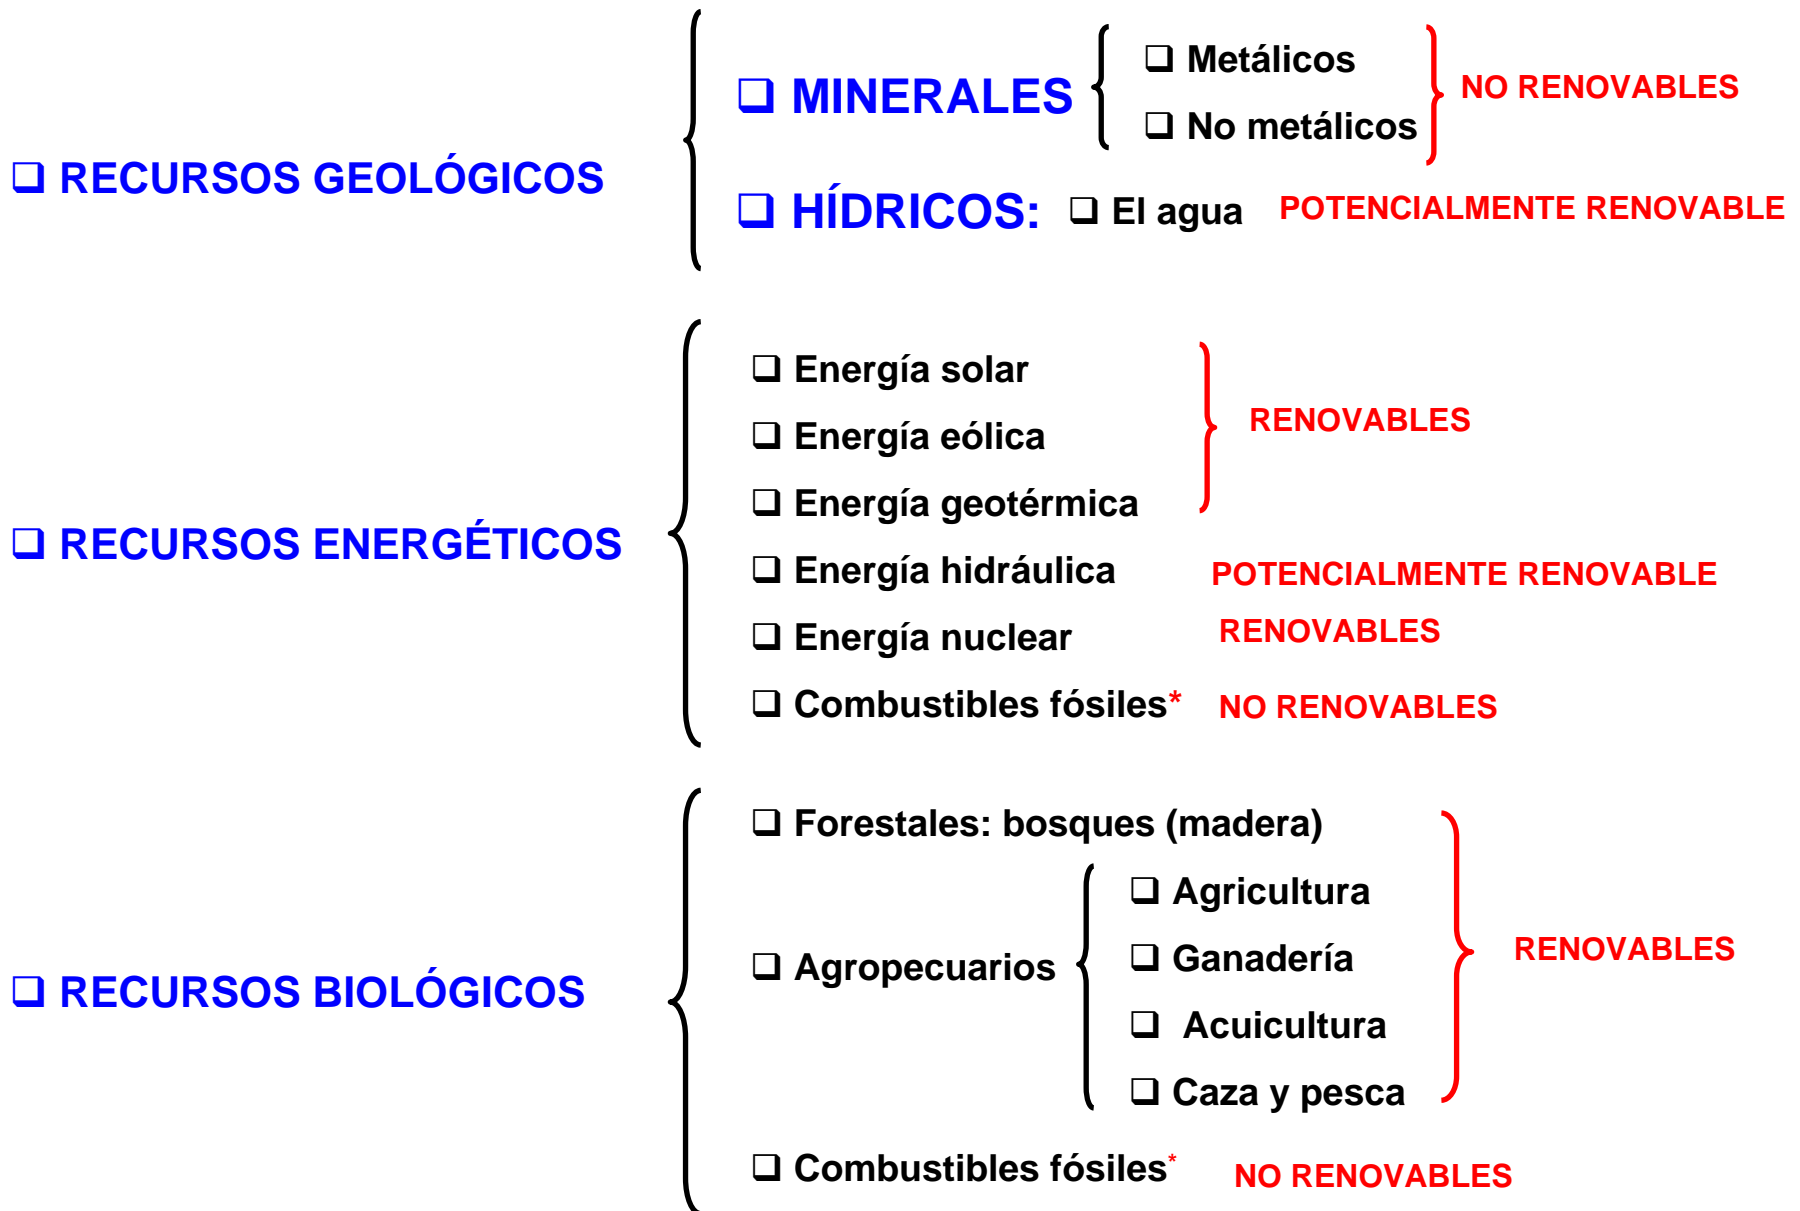 ❑ RECURSOS GEOLÓGICOS
❑ MINERALES
❑ Metálicos
❑ No metálicos
NO RENOVABLES
❑ HÍDRICOS: ❑ El agua POTENCIALMENTE RENOVABLE
❑ RECURSOS ENERGÉTICOS
❑ Energía solar
❑ Energía eólica
❑ Energía geotérmica
RENOVABLES
❑ Energía hidráulica POTENCIALMENTE RENOVABLE
❑ Energía nuclear RENOVABLES
❑ Combustibles fósiles* NO RENOVABLES
❑ RECURSOS BIOLÓGICOS
❑ Forestales: bosques (madera)
❑ Agropecuarios
❑ Agricultura
❑ Ganadería
❑ Acuicultura
❑ Caza y pesca
RENOVABLES
❑ Combustibles fósiles* NO RENOVABLES